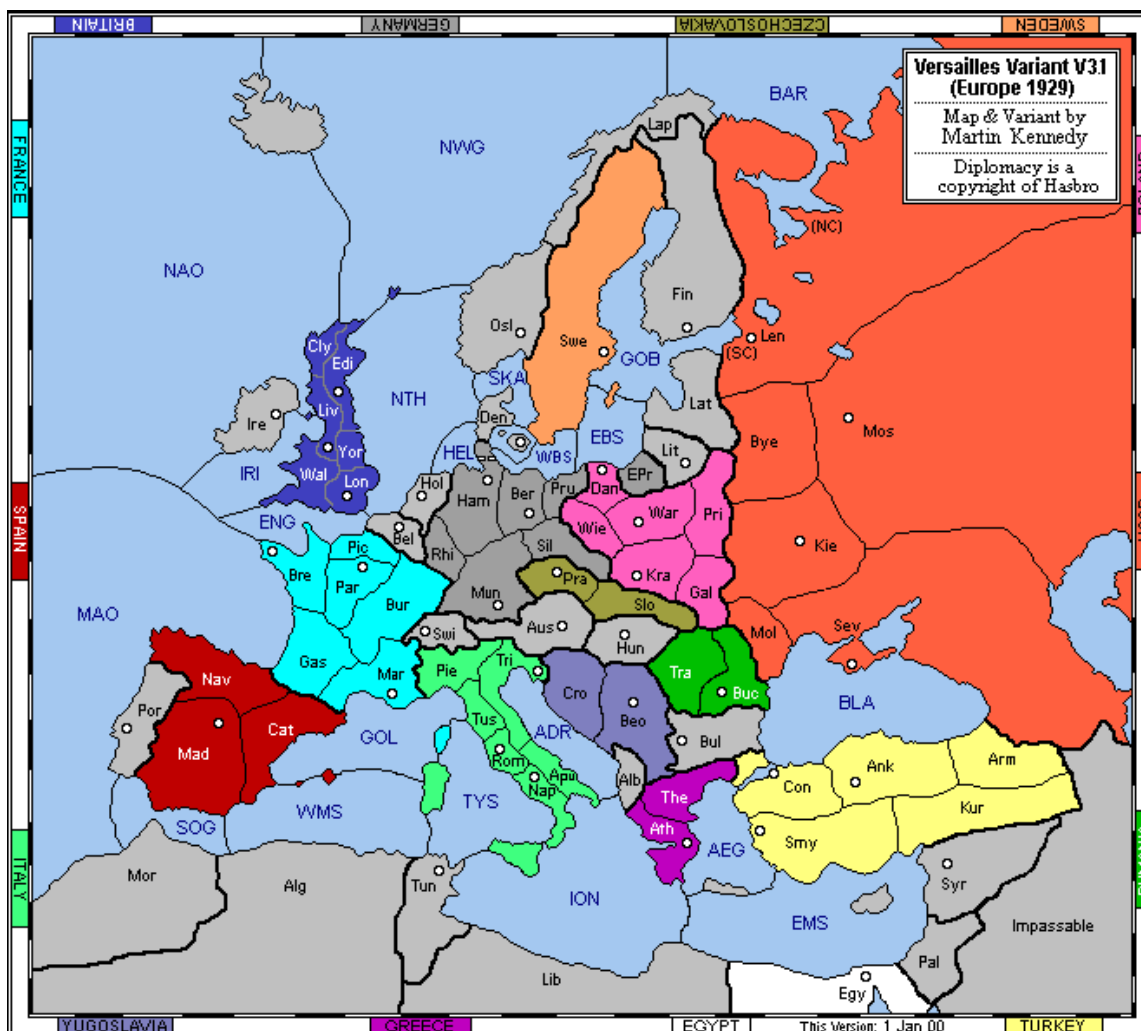 BRITAIN
GERMANY
CZECHOSLOVAKIA
SWEDEN
Versailles Variant V3.1
(Europe 1929)
Map & Variant by
Martin Kennedy
Diplomacy is a
copyright of Hasbro
BAR
Lap
NWG
FRANCE
(NC)
NAO
Fin
Osl
Len
Cly
Swe
(SC)
Edi
GOB
SKA
NTH
Liv
Lat
Den
Ire
Mos
Bye
HEL
EBS
Yor
WBS
Lit
IRI
Wal
Hol
EPr
Lon
Dan
Ham
Ber
Pru
War
Pri
ENG
Wie
SPAIN
Bel
Kie
Pic
Rhi
Sil
Bre
Pra
Kra
Par
Mun
Gal
Bur
Slo
MAO
Aus
Sev
Swi
Mol
Hun
Gas
Tri
Nav
Pie
Tra
Mar
Cro
Buc
BLA
Por
Beo
Cat
Tus
ADR
GOL
Bul
Mad
Rom
Ank
Arm
Apu
Alb
Con
Nap
The
TYS
WMS
Kur
SOG
Ath
Smy
AEG
ITALY
Mor
Tun
Syr
Alg
ION
EMS
Impassable
Pal
Lib
Egy
YUGOSLAVIA
GREECE
EGYPT
This Version: 1 Jan 00
TURKEY